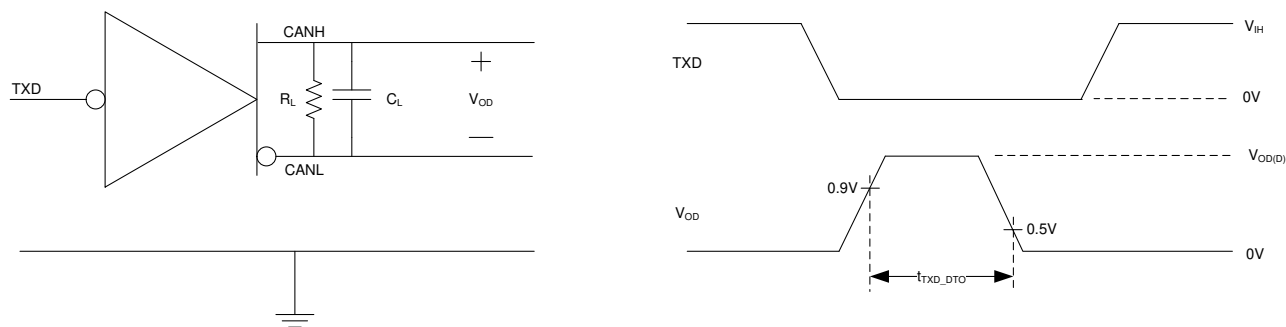 CANH
TXD
R_L
C_L
+
V_OD
—
CANL
V_IH
TXD
0V
V_OD(D)
0.9V
V_OD
0.5V
0V
t_TXD_DTO